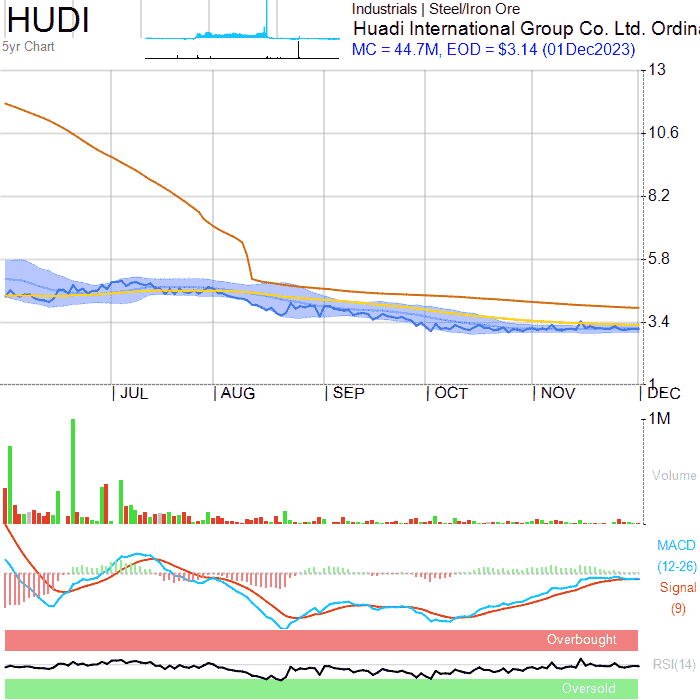 HUDI
5yr Chart
Industrials | Steel/Iron Ore
Huadi International Group Co. Ltd. Ordina
MC = 44.7M, EOD = $3.14 (01Dec2023)
13
10.6
8.2
5.8
3.4
1
JUL AUG SEP OCT NOV DEC
1M
Volume
MACD
(12-26)
Signal
(9)
Overbought
RSI(14)
Oversold